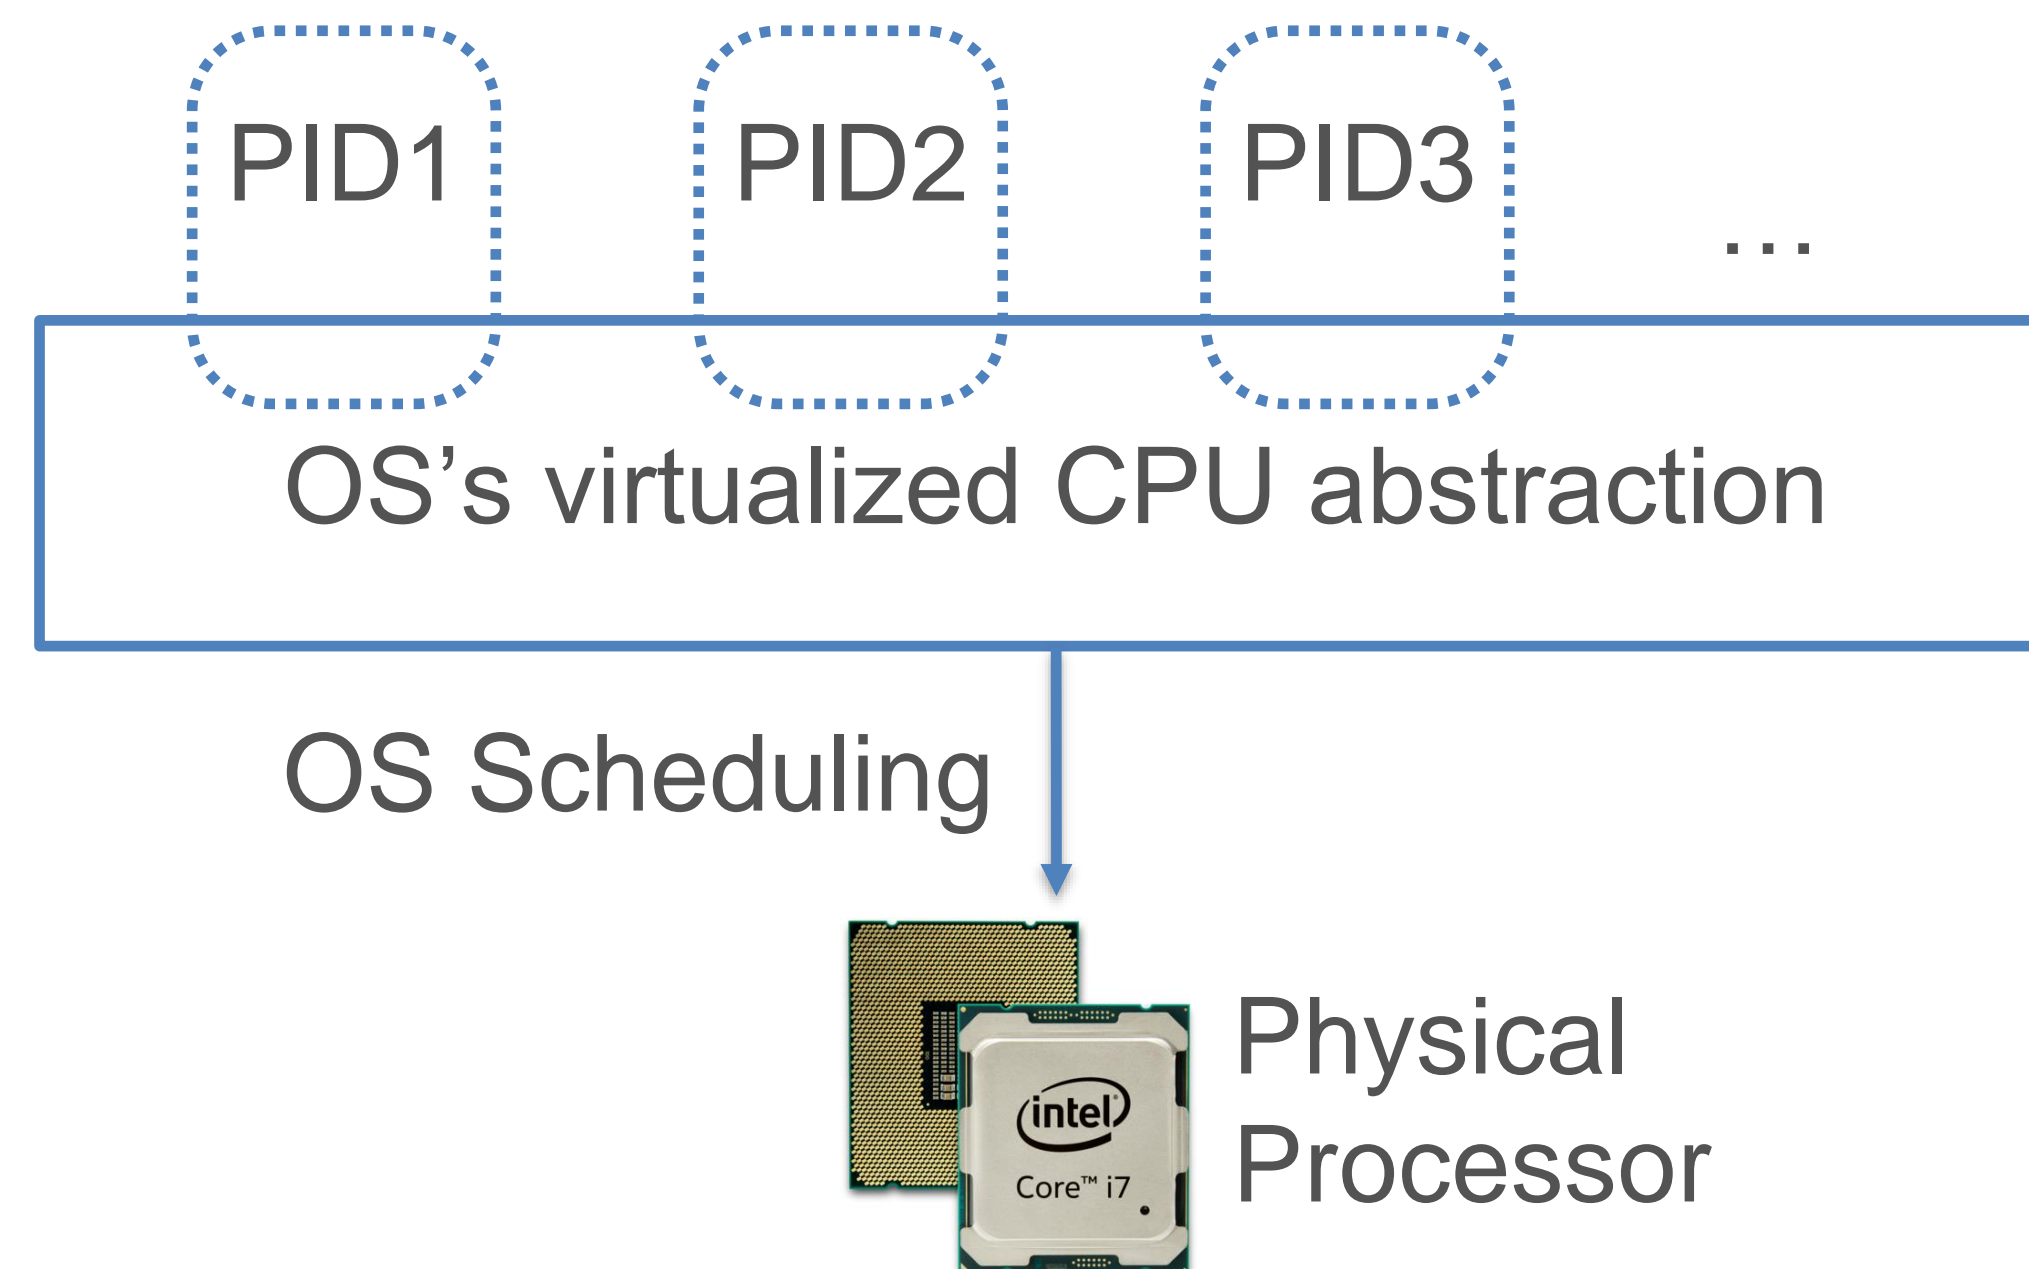 PID1 PID2 PID3
...
OS’s virtualized CPU abstraction
OS Scheduling
Physical
Processor
intel
Core™ i7